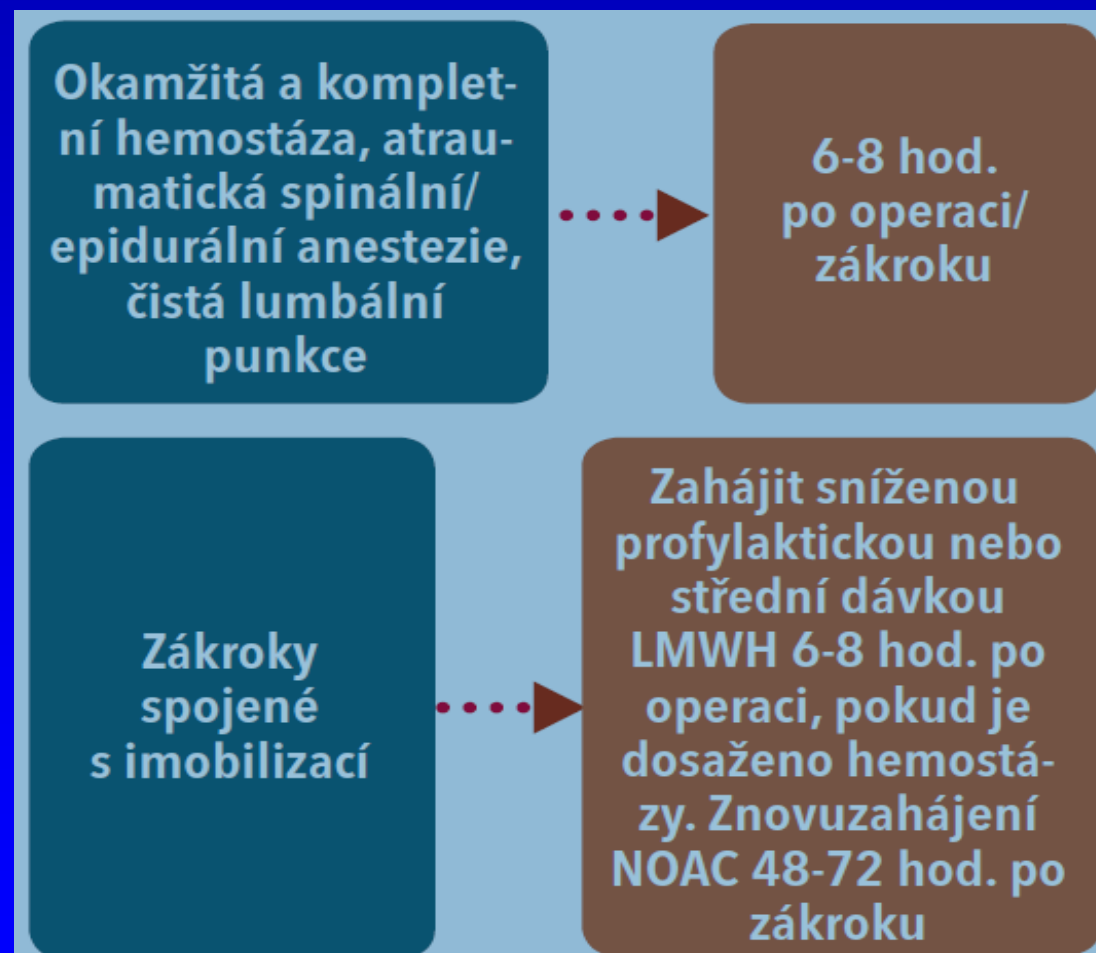 Okamžitá a komplet-
ní hemostáza, atrau-
matická spinální/
epidurální anestezie,
čistá lumbální
punkce
6-8 hod.
po operaci/
zákroku
Zákroky
spojené
s imobilizací
Zahájit sníženou
profylaktickou nebo
střední dávkou
LMWH 6-8 hod. po
operaci, pokud je
dosaženo hemostá-
zy. Znovuzahájení
NOAC 48-72 hod. po
zákroku